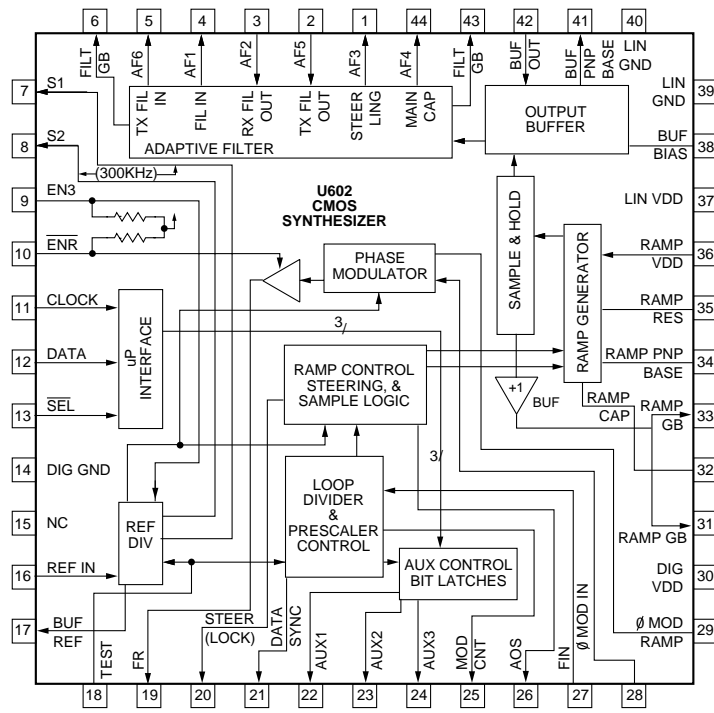 6 5 4 3 2 1 44 43 42 41 40
FILT GB
AF6
AF1
AF2
AF5
AF3
AF4
FILT GB
BUF OUT
BUF PNP BASE
LIN GND
TX FIL IN
FIL IN
RX FIL OUT
TX FIL OUT
STEER LING
MAIN CAP
ADAPTIVE FILTER
OUTPUT
BUFFER
7 S1
8 S2
(300KHz)
9 EN3
10 ENR
11 CLOCK
12 DATA
13 SEL
14 DIG GND
15 NC
16 REF IN
17 BUF
REF
U602
CMOS
SYNTHESIZER
PHASE
MODULATOR
SAMPLE & HOLD
RAMP GENERATOR
uP
INTERFACE
3/
RAMP CONTROL
STEERING, &
SAMPLE LOGIC
+1
BUF
3/
LOOP
DIVIDER
&
PRESCALER
CONTROL
REF
DIV
AUX CONTROL
BIT LATCHES
LIN
GND 39
BUF
BIAS 38
LIN VDD 37
RAMP
VDD 36
RAMP
RES 35
RAMP PNP
BASE 34
RAMP
CAP
RAMP
GB 33
32
RAMP GB 31
DIG
VDD 30
Ø MOD
RAMP 29
TEST
FR
STEER
(LOCK)
DATA SYNC
AUX1
AUX2
AUX3
MOD CNT
AOS
FIN
Ø MOD IN
18 19 20 21 22 23 24 25 26 27 28